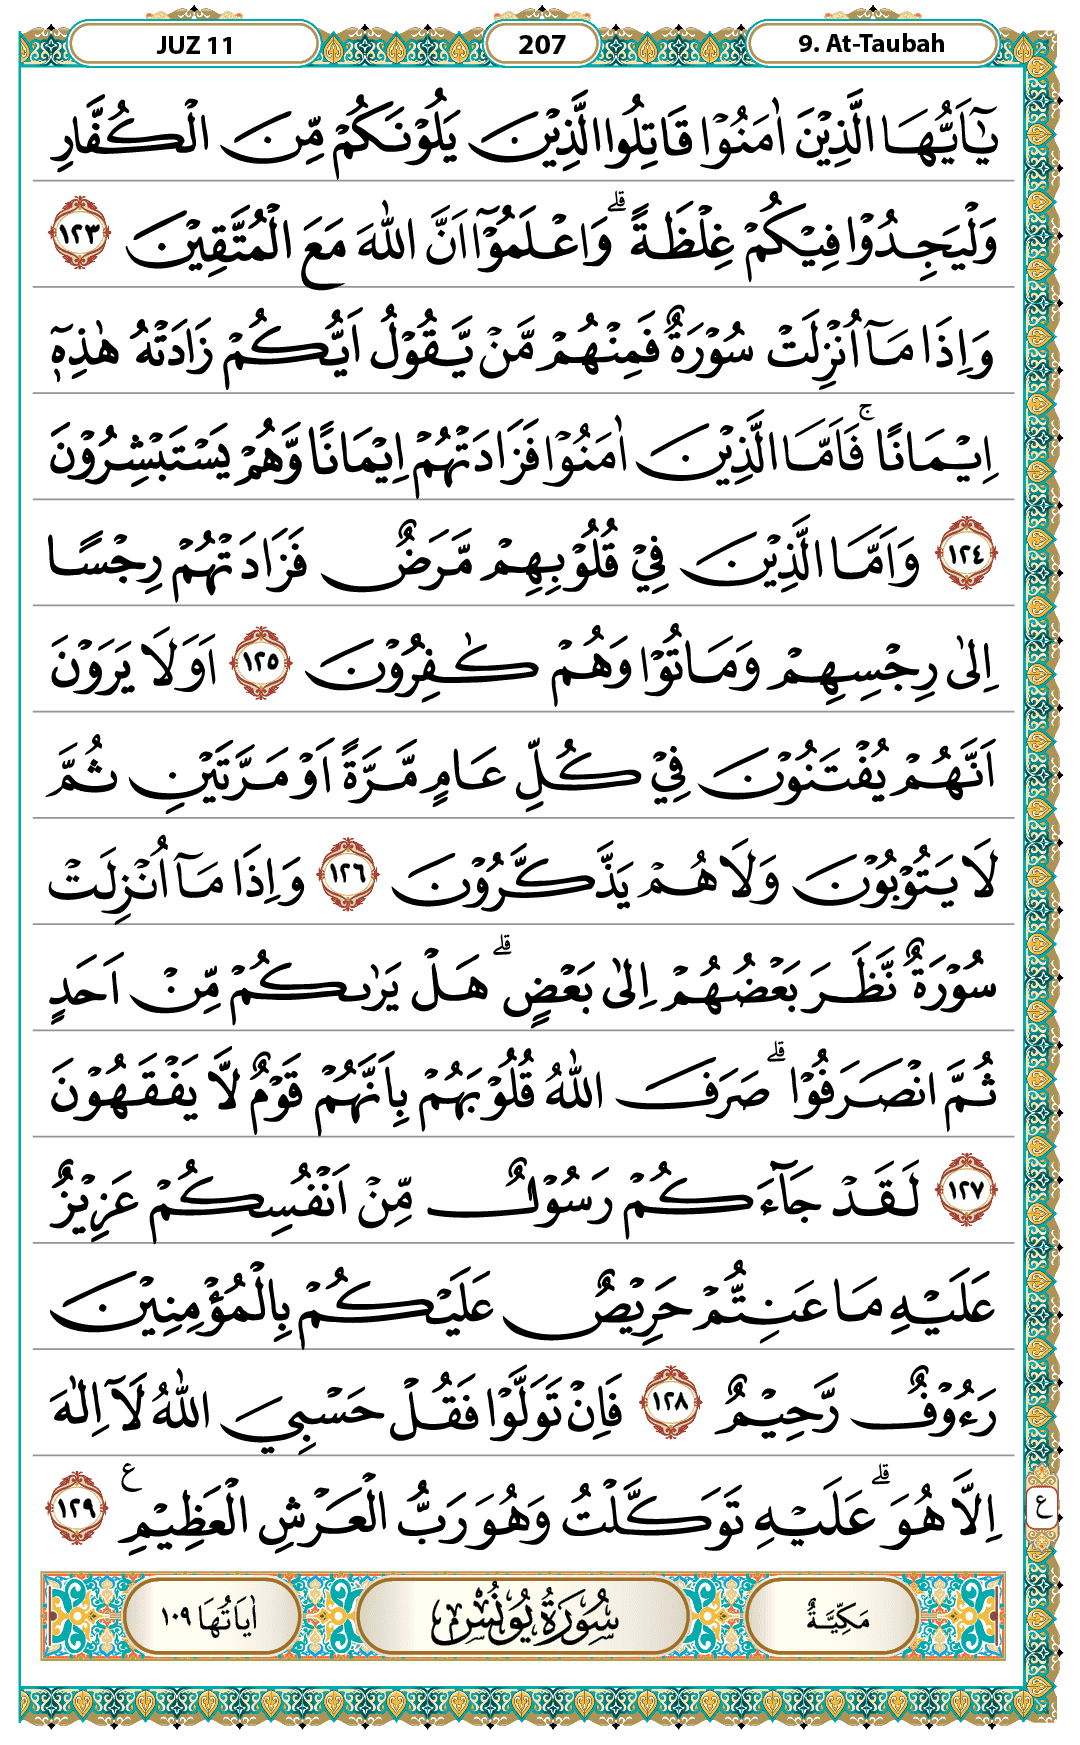 JUZ 11
207
9. At-Taubah
يٰٓاَيُّهَا الَّذِيْنَ اٰمَنُوْا قَاتِلُوا الَّذِيْنَ يَلُوْنَكُمْ مِّنَ الْكُفَّارِ
وَلْيَجِدُوْا فِيْكُمْ غِلْظَةًۗ وَاعْلَمُوْٓا اَنَّ اللّٰهَ مَعَ الْمُتَّقِيْنَ ١٢٣
وَاِذَا مَآ اُنْزِلَتْ سُوْرَةٌ فَمِنْهُمْ مَّنْ يَّقُوْلُ اَيُّكُمْ زَادَتْهُ هٰذِهٖٓ
اِيْمَانًاۚ فَاَمَّا الَّذِيْنَ اٰمَنُوْا فَزَادَتْهُمْ اِيْمَانًا وَّهُمْ يَسْتَبْشِرُوْنَ
١٢٤ وَاَمَّا الَّذِيْنَ فِيْ قُلُوْبِهِمْ مَّرَضٌ فَزَادَتْهُمْ رِجْسًا
اِلٰى رِجْسِهِمْ وَمَاتُوْا وَهُمْ كٰفِرُوْنَ ١٢٥ اَوَلَا يَرَوْنَ
اَنَّهُمْ يُفْتَنُوْنَ فِيْ كُلِّ عَامٍ مَّرَّةً اَوْ مَرَّتَيْنِ ثُمَّ
لَا يَتُوْبُوْنَ وَلَا هُمْ يَذَّكَّرُوْنَ ١٢٦ وَاِذَا مَآ اُنْزِلَتْ
سُوْرَةٌ نَّظَرَ بَعْضُهُمْ اِلٰى بَعْضٍۗ هَلْ يَرٰىكُمْ مِّنْ اَحَدٍ
ثُمَّ انْصَرَفُوْاۗ صَرَفَ اللّٰهُ قُلُوْبَهُمْ بِاَنَّهُمْ قَوْمٌ لَّا يَفْقَهُوْنَ
١٢٧ لَقَدْ جَاۤءَكُمْ رَسُوْلٌ مِّنْ اَنْفُسِكُمْ عَزِيْزٌ
عَلَيْهِ مَا عَنِتُّمْ حَرِيْصٌ عَلَيْكُمْ بِالْمُؤْمِنِيْنَ
رَءُوْفٌ رَّحِيْمٌ ١٢٨ فَاِنْ تَوَلَّوْا فَقُلْ حَسْبِيَ اللّٰهُ لَآ اِلٰهَ
اِلَّا هُوَۗ عَلَيْهِ تَوَكَّلْتُ وَهُوَ رَبُّ الْعَرْشِ الْعَظِيْمِ ࣖ ١٢٩
ع
مَكِّيَّةٌ
سُوْرَةُ يُوْنُسْ
اٰيَاتُهَا ١٠٩